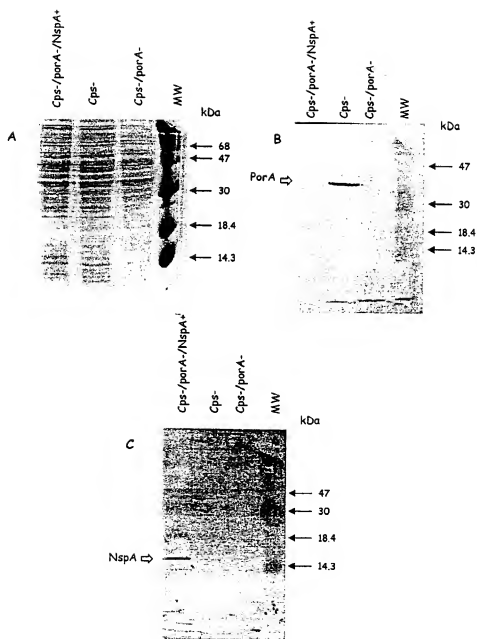 Cps-/porA-/NspA+
Cps-
Cps-/porA-
MW
kDa
A
68
47
30
18.4
14.3
Cps-/porA-/NspA+
Cps-
Cps-/porA-
MW
kDa
B
PorA
47
30
18.4
14.3
Cps-/porA-/NspA+
Cps-
Cps-/porA-
MW
kDa
C
47
30
18.4
NspA
14.3